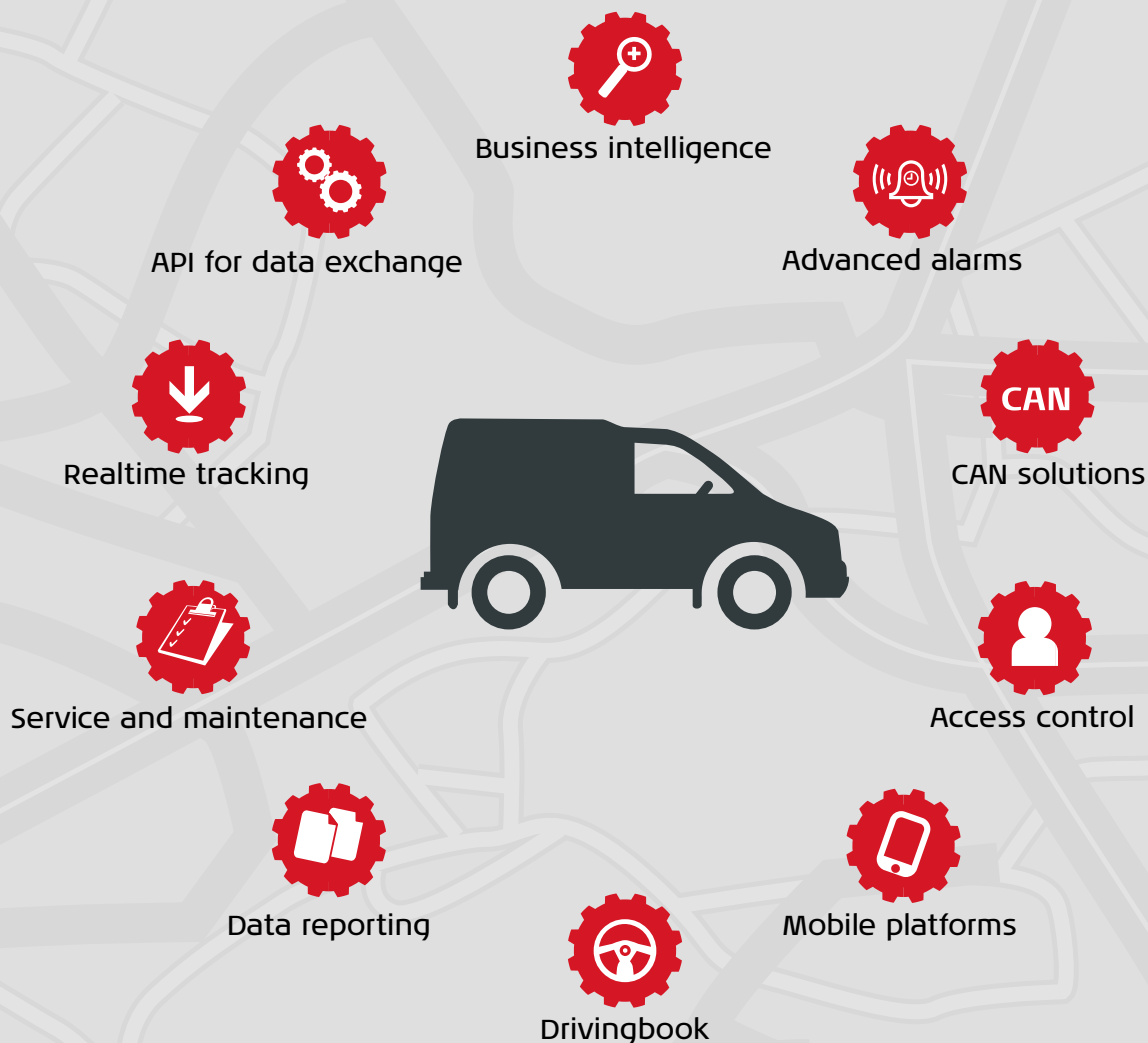 Business intelligence
API for data exchange
Advanced alarms
CAN
Realtime tracking
CAN solutions
Service and maintenance
Access control
Data reporting
Mobile platforms
Drivingbook